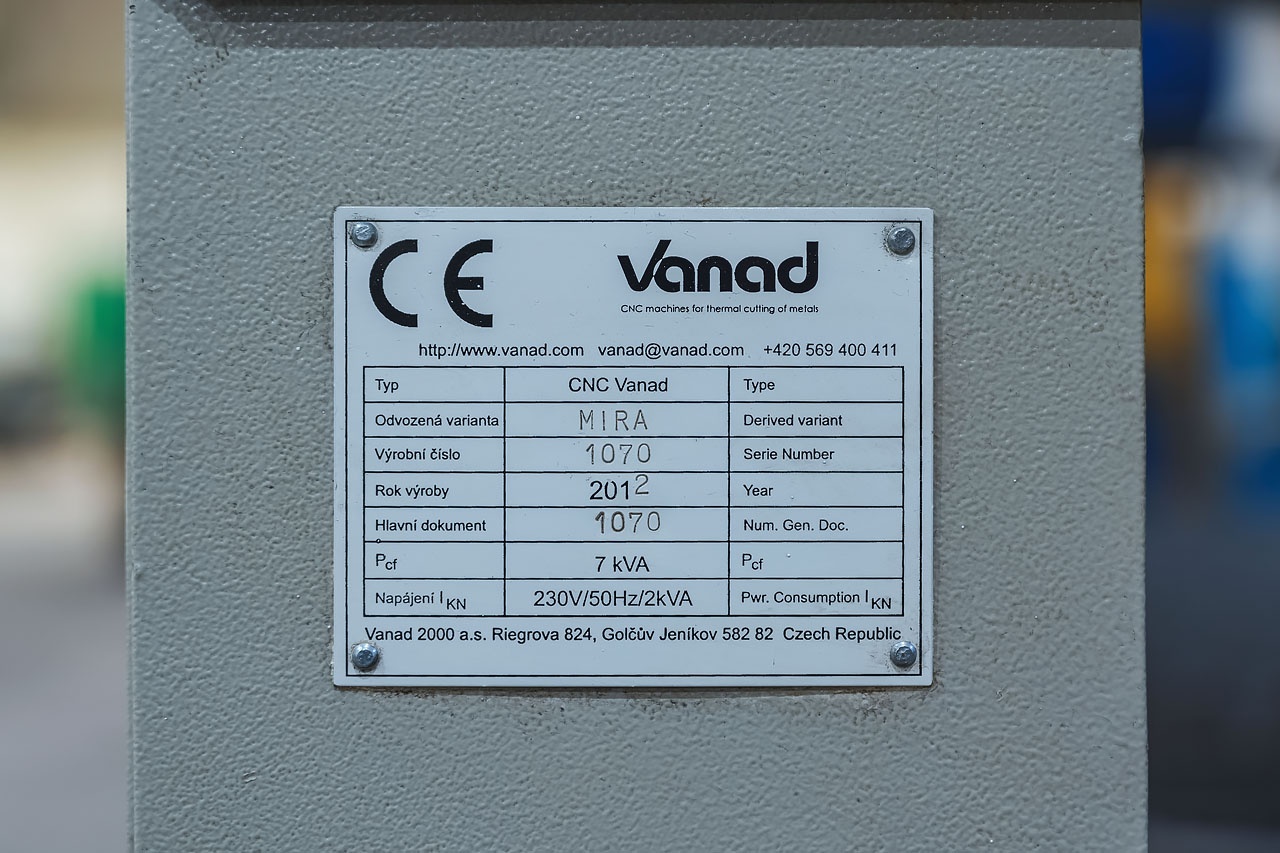 CE
Vanad
CNC machines for thermal cutting of metals
http://www.vanad.com vanad@vanad.com +420 569 400 411
Typ CNC Vanad Type
Odvozená varianta MIRA Derived variant
Výrobní číslo 1070 Serie Number
Rok výroby 2012 Year
Hlavní dokument 1070 Num. Gen. Doc.
Pcf 7 kVA Pcf
Napájení I KN 230V/50Hz/2kVA Pwr. Consumption I KN
Vanad 2000 a.s. Riegrova 824, Golčův Jeníkov 582 82 Czech Republic